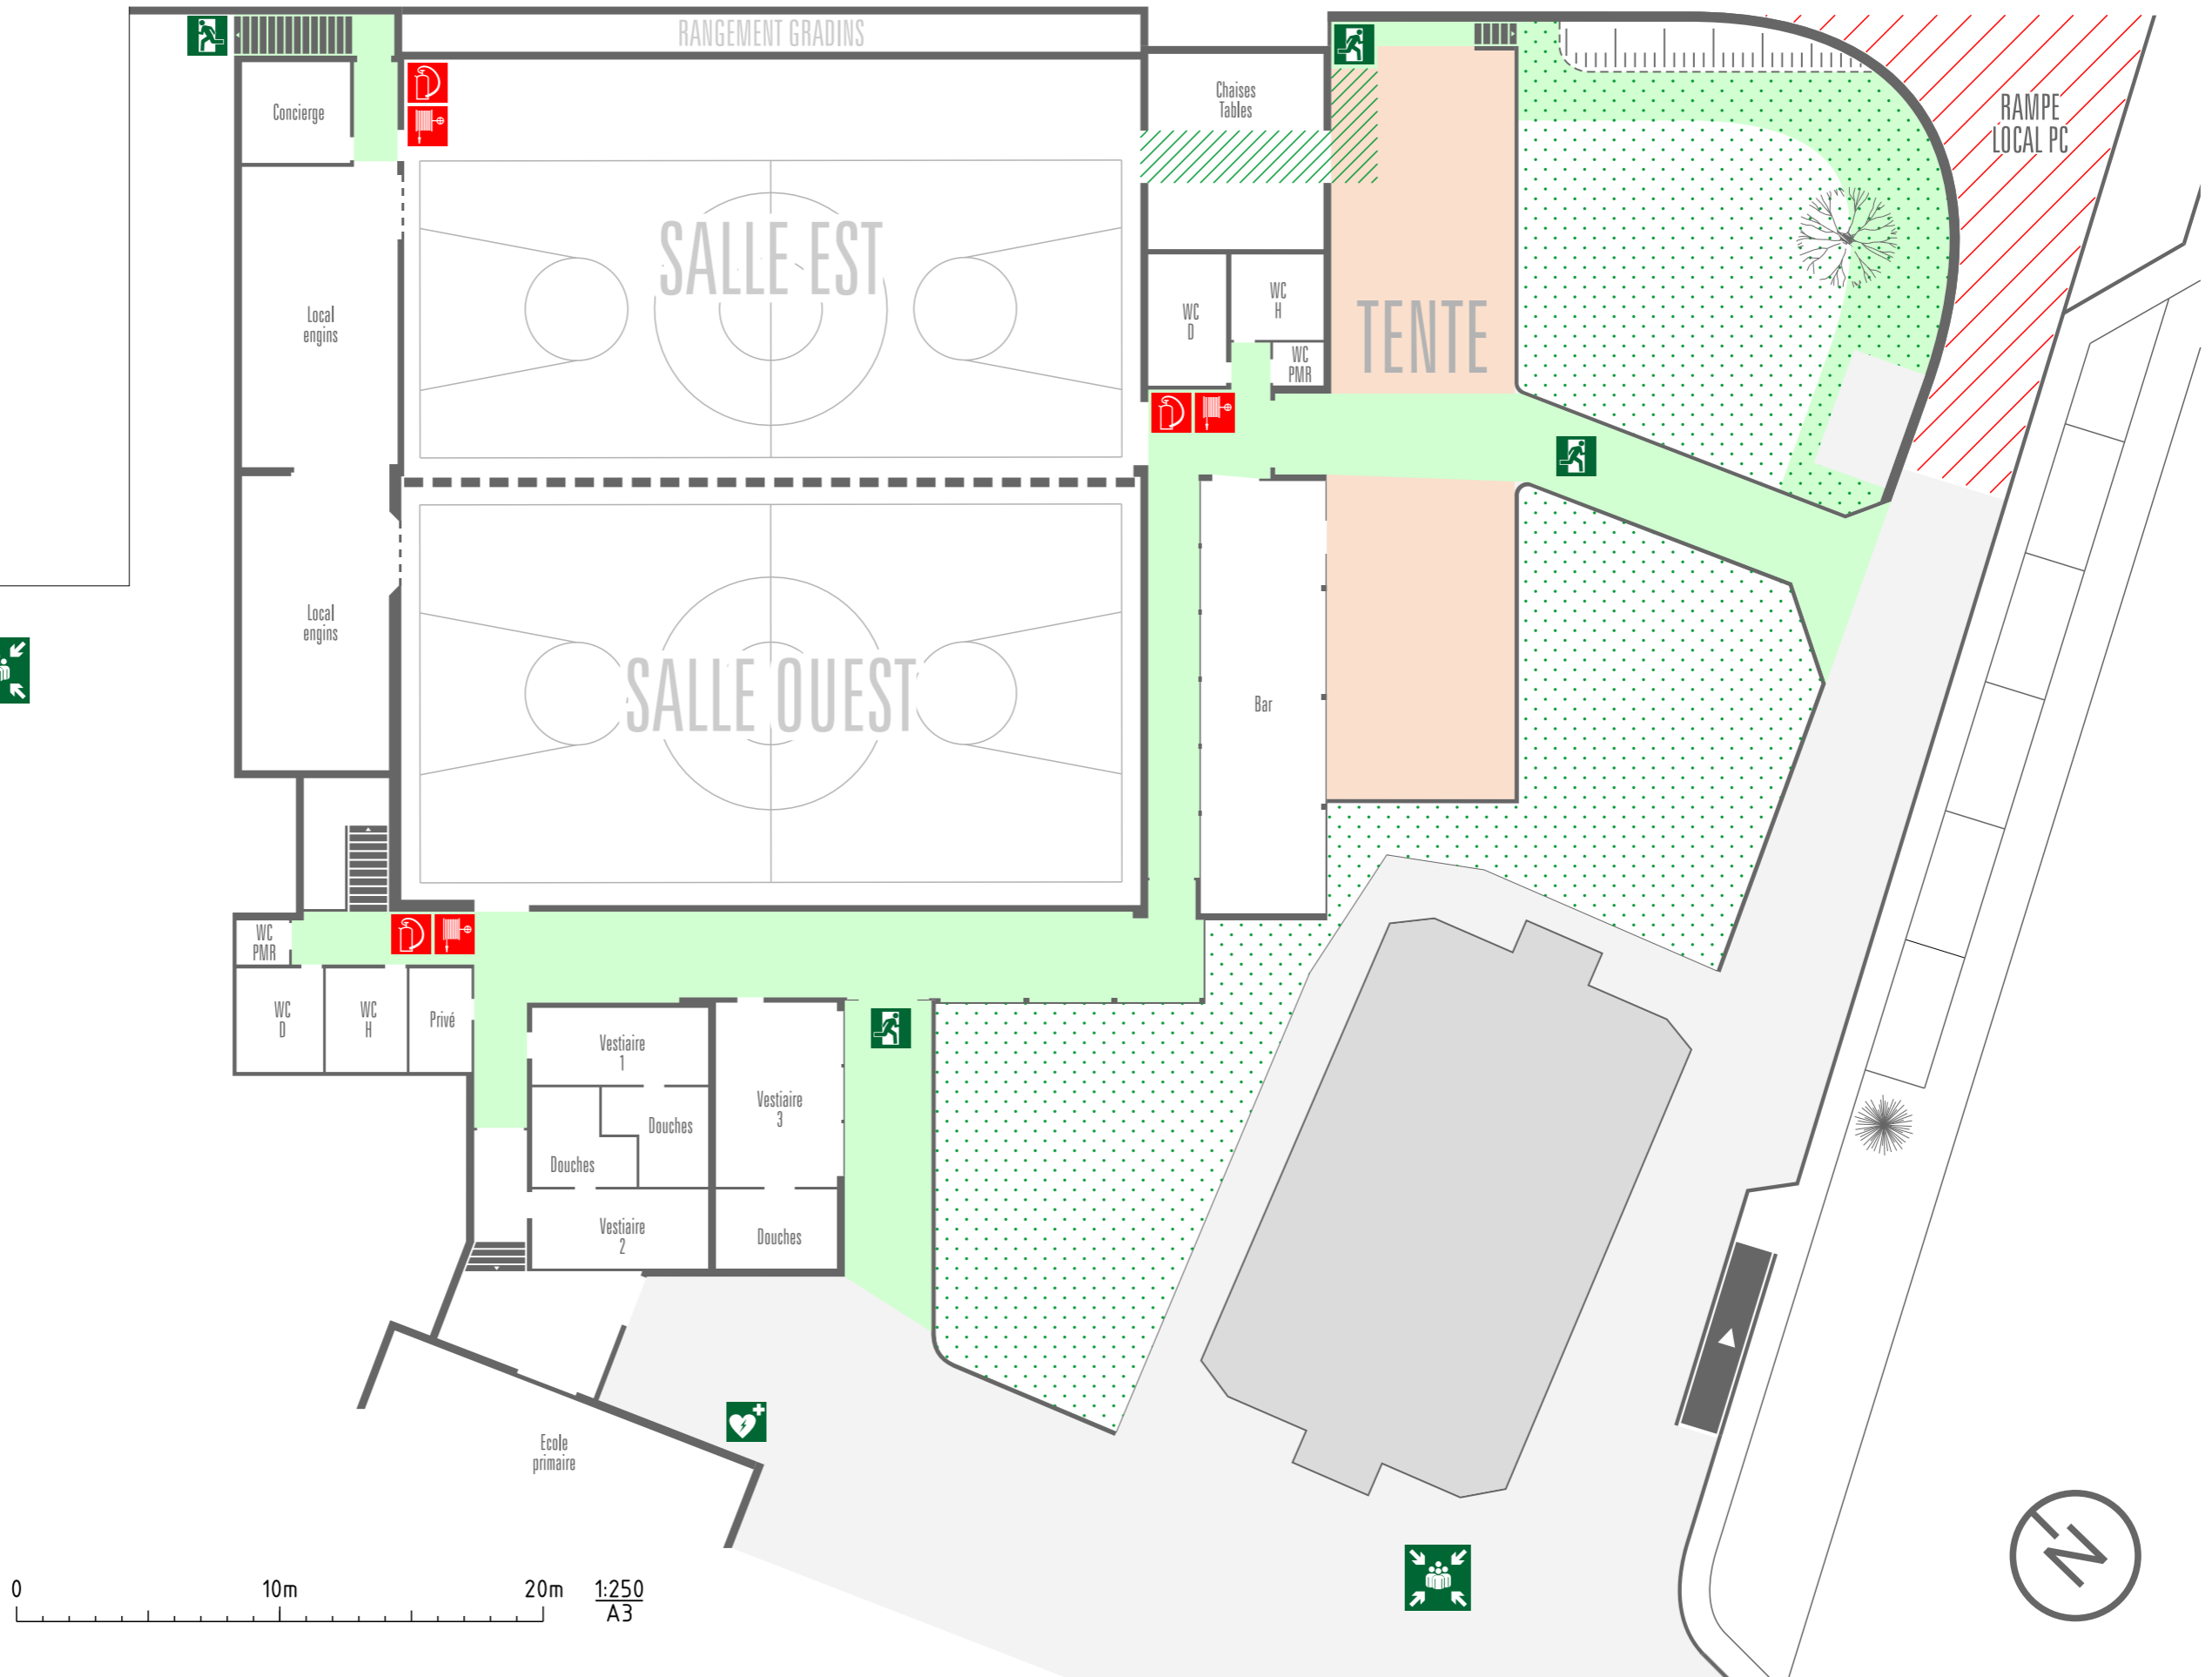 RANGEMENT GRADINS
Concierge
Chaises
Tables
RAMPE
LOCAL PC
SALLE EST
Local
engins
WC
D
WC
H
WC
PMR
TENTE
Local
engins
SALLE OUEST
Bar
WC
PMR
WC
D
WC
H
Privé
Vestiaire
1
Douches
Douches
Vestiaire
2
Vestiaire
3
Douches
Ecole
primaire
0 10m 20m
1:250
A3
N